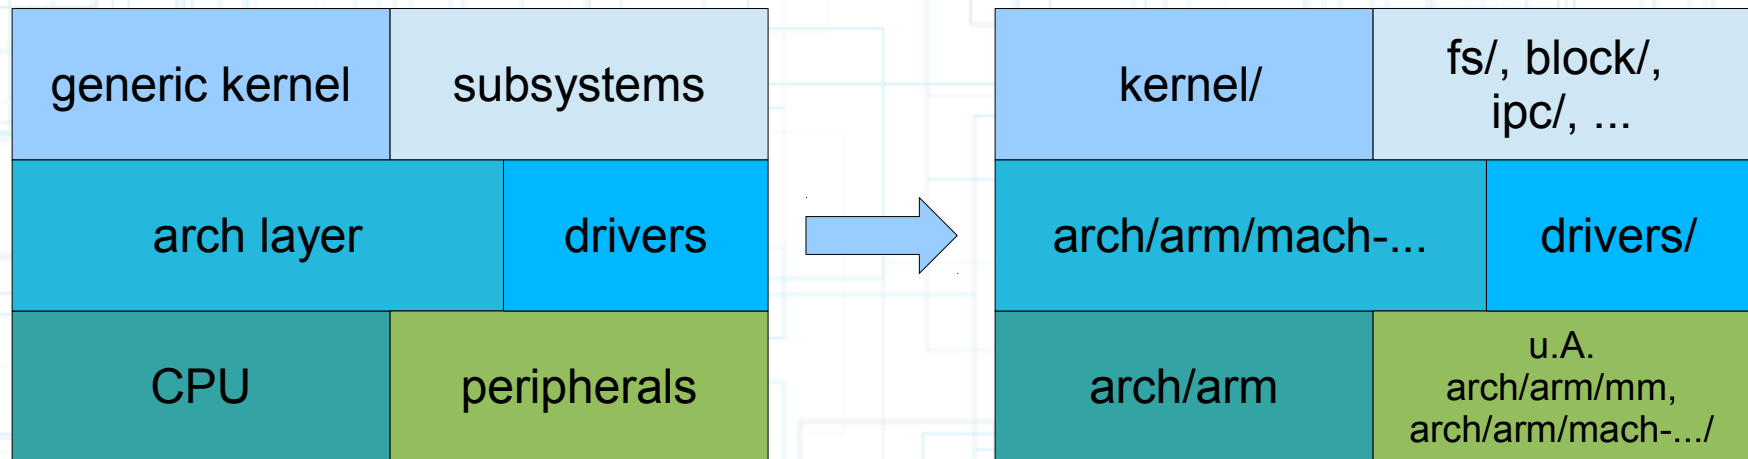 generic kernel
subsystems
arch layer
drivers
CPU
peripherals
kernel/
fs/, block/,
ipc/, ...
arch/arm/mach-...
drivers/
arch/arm
u.A.
arch/arm/mm,
arch/arm/mach-.../